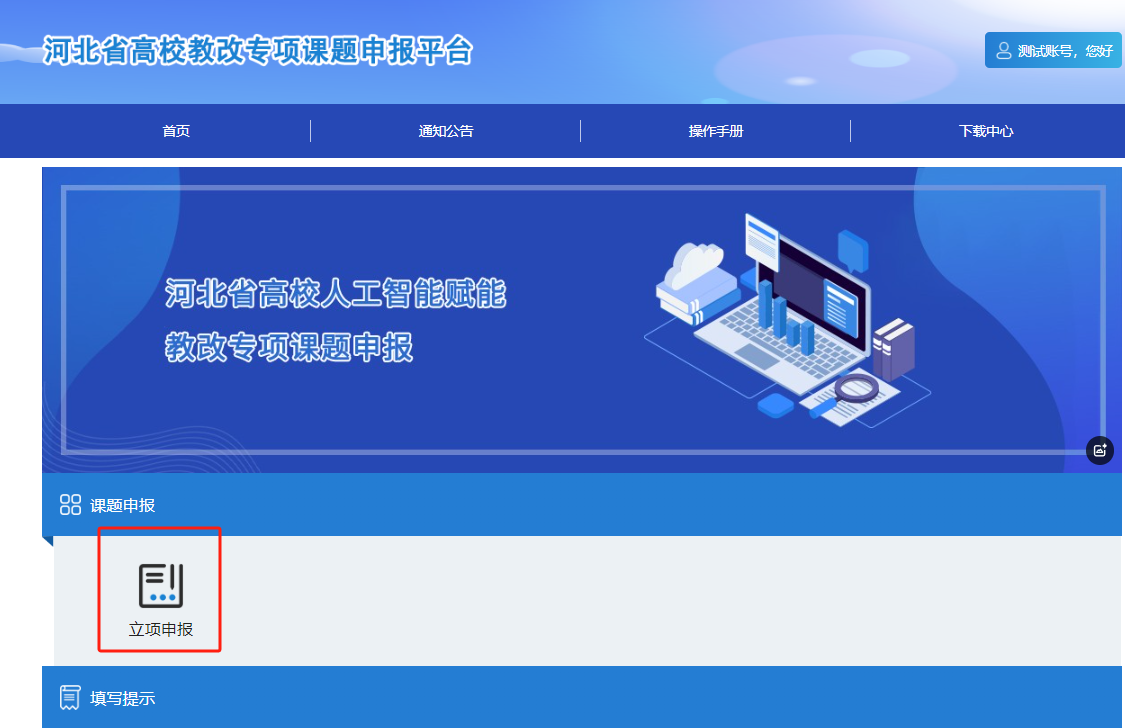 河北省高校教改专项课题申报平台
测试账号，您好
首页
通知公告
操作手册
下载中心
河北省高校人工智能赋能
教改专项课题申报
课题申报
立项申报
填写提示